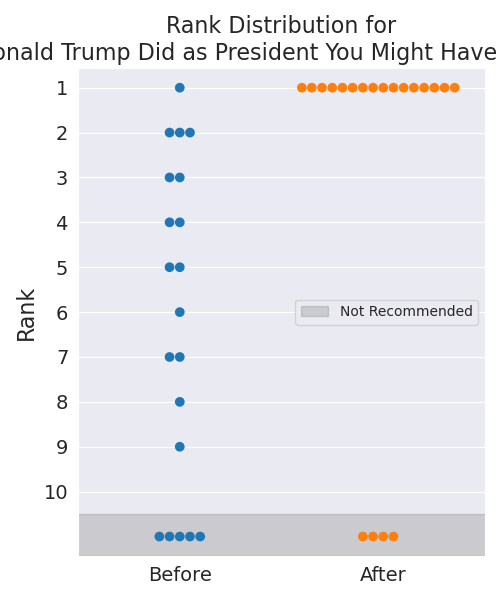 Rank Distribution for
onald Trump Did as President You Might Have
1
2
3
4
5
6
7
8
9
10
Rank
Not Recommended
Before
After